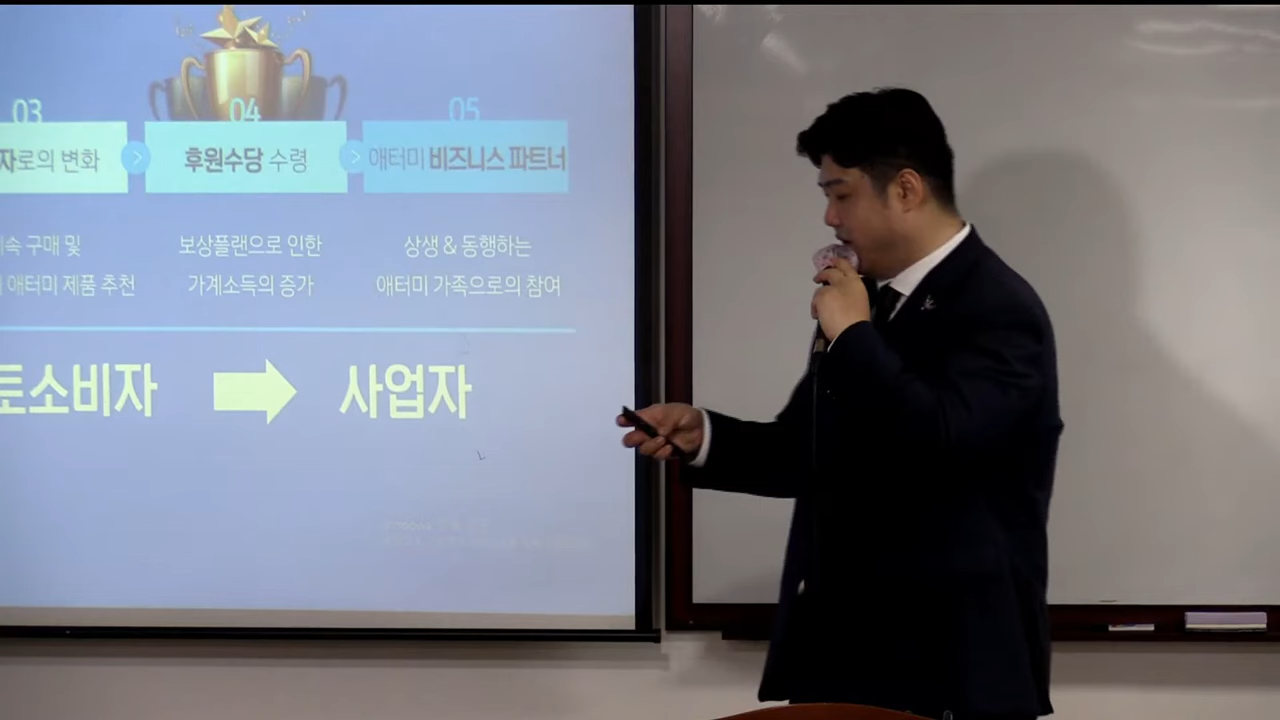 03
04
05
자로의 변화
후원수당 수령
애터미 비즈니스 파트너
속 구매 및
애터미 제품 추천
보상플랜으로 인한
가계소득의 증가
상생 & 동행하는
애터미 가족으로의 참여
소비자
사업자